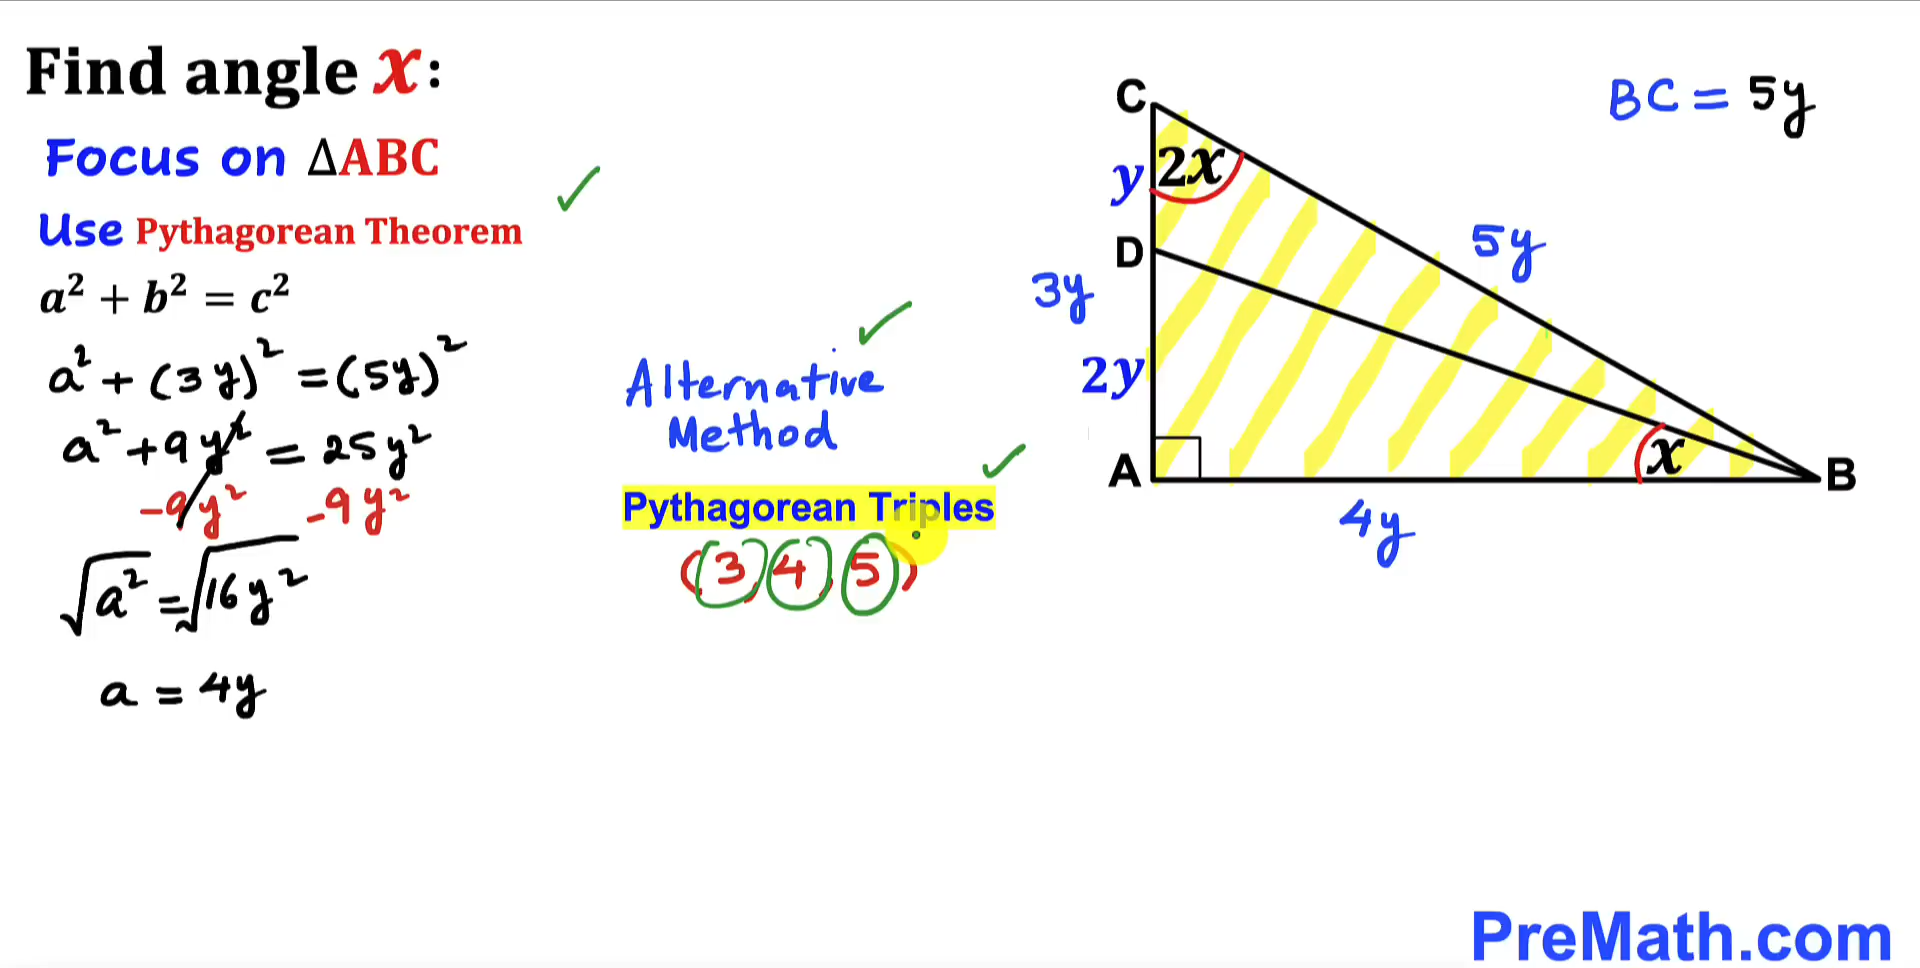 Find angle x:
Focus on ΔABC
Use Pythagorean Theorem
a² + b² = c²
a² + (3y)² = (5y)²
a² + 9y² = 25y²
-9y² -9y²
√a² = √16y²
a = 4y
Alternative
Method
Pythagorean Triples
(3, 4, 5)
BC = 5y
C
2x
y
D
5y
3y
2y
A
x
B
4y
PreMath.com